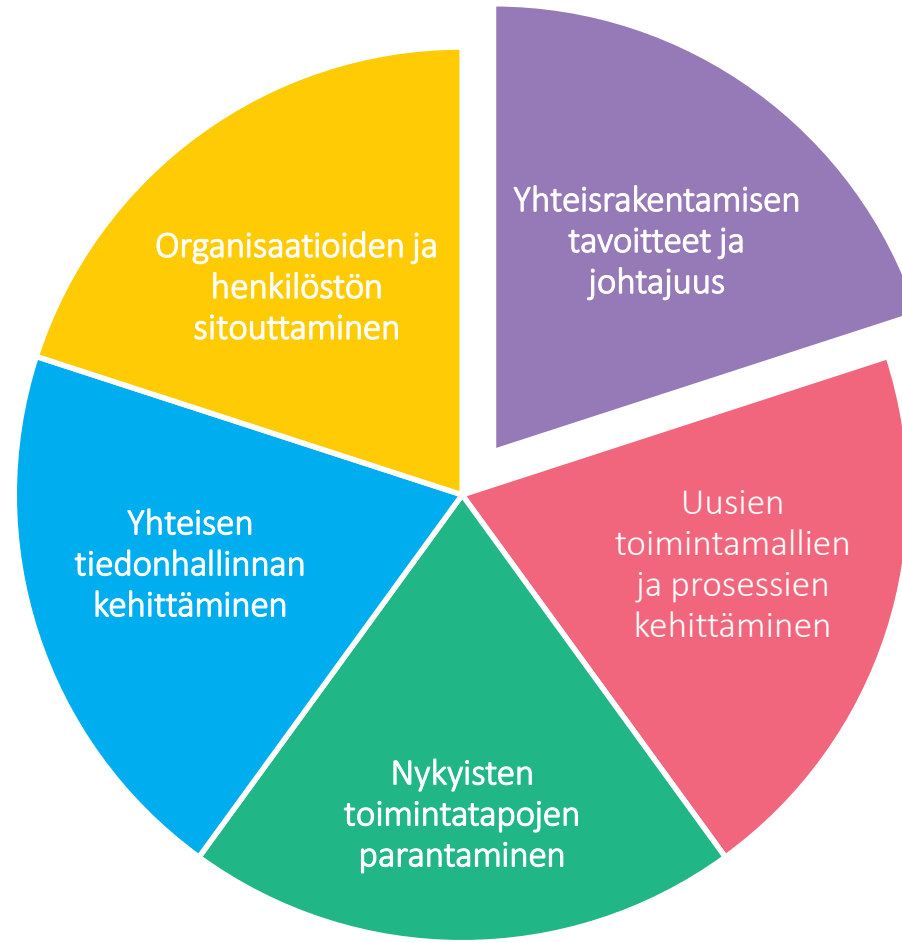 Yhteisrakentamisen
tavoitteet ja
johtajuus
Uusien
toimintamallien
ja prosessien
kehittäminen
Nykyisten
toimintatapojen
parantaminen
Yhteisen
tiedonhallinnan
kehittäminen
Organisaatioiden ja
henkilöstön
sitouttaminen